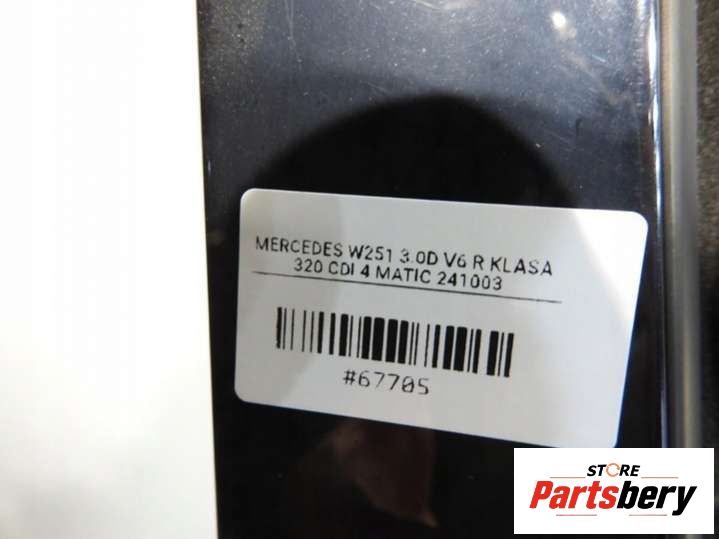 MERCEDES W251 3.0D V6 R KLASA
320 CDI 4 MATIC 241003
#67705
STORE
Partsbery